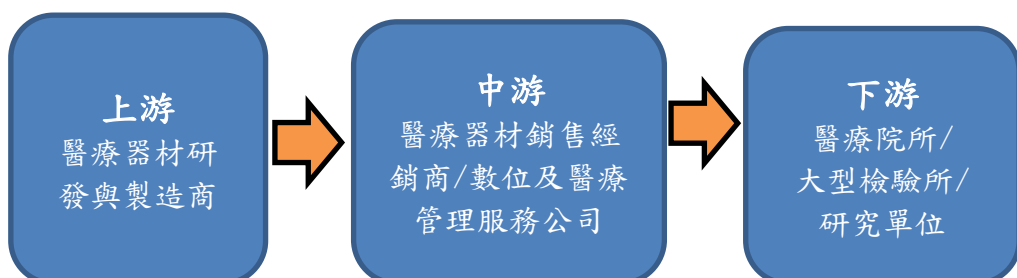 上游
醫療器材研
發與製造商
中游
醫療器材銷售經
銷商/數位及醫療
管理服務公司
下游
醫療院所/
大型檢驗所/
研究單位